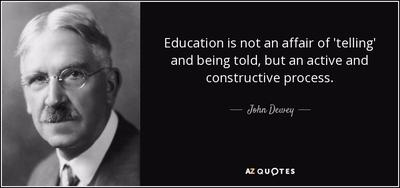 Education is not an affair of 'telling'
and being told, but an active and
constructive process.
John Dewey
AZ QUOTES